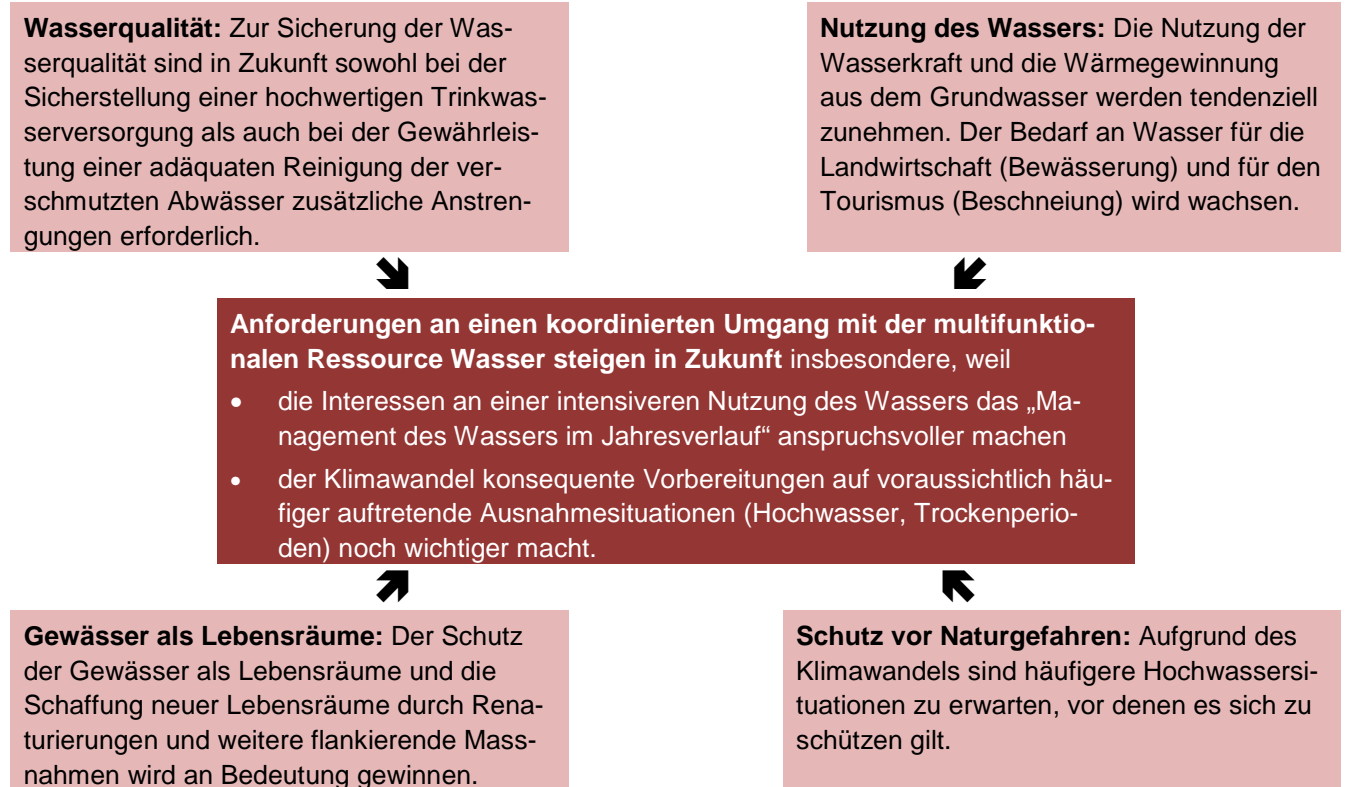 Wasserqualität: Zur Sicherung der Was-
serqualität sind in Zukunft sowohl bei der
Sicherstellung einer hochwertigen Trinkwas-
serversorgung als auch bei der Gewährleis-
tung einer adäquaten Reinigung der ver-
schmutzten Abwässer zusätzliche Anstren-
gungen erforderlich.
Nutzung des Wassers: Die Nutzung der
Wasserkraft und die Wärmegewinnung
aus dem Grundwasser werden tendenziell
zunehmen. Der Bedarf an Wasser für die
Landwirtschaft (Bewässerung) und für den
Tourismus (Beschneiung) wird wachsen.
Anforderungen an einen koordinierten Umgang mit der multifunktio-
nalen Ressource Wasser steigen in Zukunft insbesondere, weil
• die Interessen an einer intensiveren Nutzung des Wassers das „Ma-
nagement des Wassers im Jahresverlauf“ anspruchsvoller machen
• der Klimawandel konsequente Vorbereitungen auf voraussichtlich häu-
figer auftretende Ausnahmesituationen (Hochwasser, Trockenperio-
den) noch wichtiger macht.
Gewässer als Lebensräume: Der Schutz
der Gewässer als Lebensräume und die
Schaffung neuer Lebensräume durch Rena-
turierungen und weitere flankierende Mass-
nahmen wird an Bedeutung gewinnen.
Schutz vor Naturgefahren: Aufgrund des
Klimawandels sind häufigere Hochwassersi-
tuationen zu erwarten, vor denen es sich zu
schützen gilt.